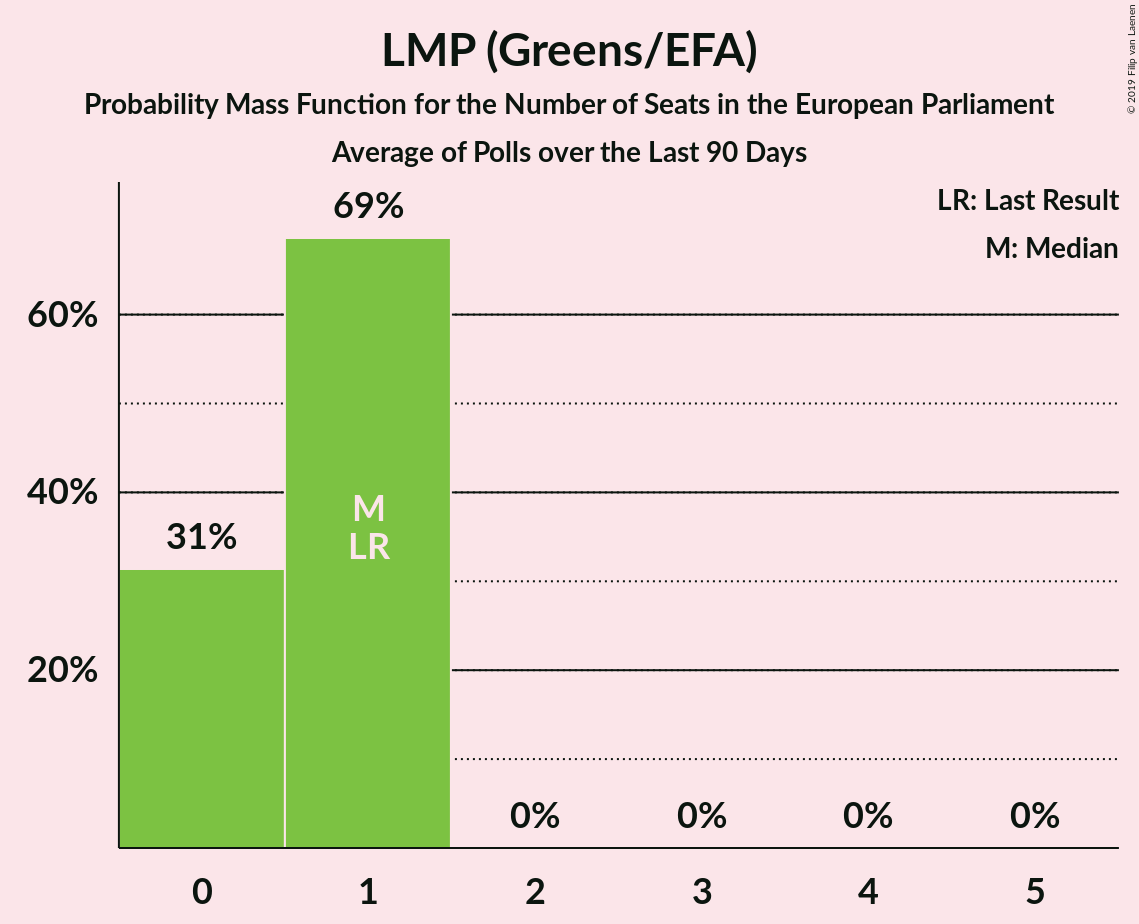 LMP (Greens/EFA)
Probability Mass Function for the Number of Seats in the European Parliament
Average of Polls over the Last 90 Days
© 2019 Filip van Laenen
LR: Last Result
M: Median
69%
60%
40%
31%
M
LR
20%
0% 0% 0% 0%
0 1 2 3 4 5